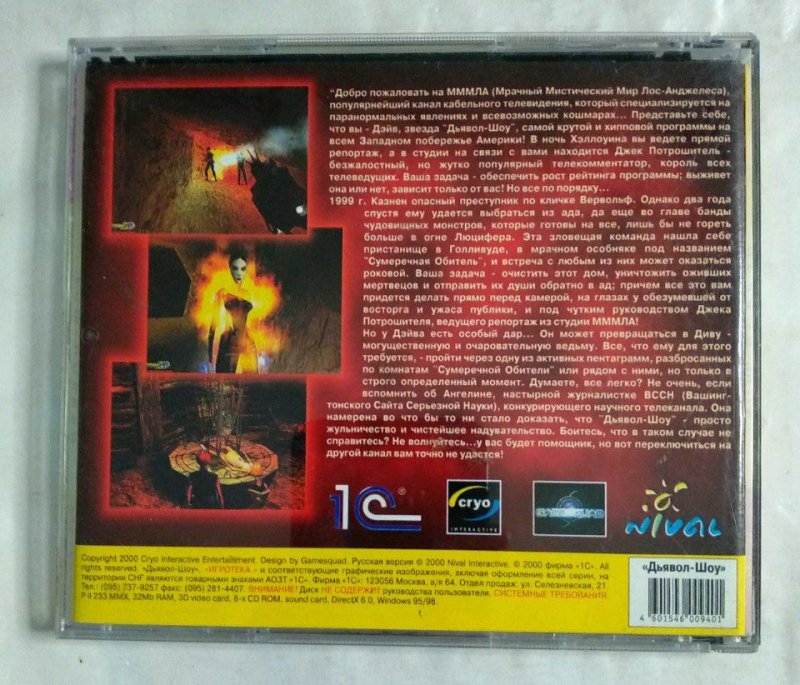 "Добро пожаловать на МММЛА (Мрачный Мистический Мир Лос-Анджелеса),
популярнейший канал кабельного телевидения, который специализируется на
паранормальных явлениях и всевозможных кошмарах... Представьте себе,
что вы - Дэйв, звезда "Дьявол-Шоу", самой крутой и хипповой программы на
всем Западном побережье Америки! В ночь Хэллоуина вы ведете прямой
репортаж, а в студии на связи с вами находится Джек Потрошитель -
безжалостный, но жутко популярный телекомментатор, король всех
телеведущих. Ваша задача - обеспечить рост рейтинга программы; выживет
она или нет, зависит только от вас! Но все по порядку...
1999 г. Казнен опасный преступник по кличке Вервольф. Однако два года
спустя ему удается выбраться из ада, да еще во главе банды
чудовищных монстров, которые готовы на все, лишь бы не гореть
больше в огне Люцифера. Эта зловещая команда нашла себе
пристанище в Голливуде, в мрачном особняке под названием
"Сумеречная Обитель", и встреча с любым из них может оказаться
роковой. Ваша задача - очистить этот дом, уничтожить оживших
мертвецов и отправить их души обратно в ад; причем все это вам
придется делать прямо перед камерой, на глазах у обезумевшей от
восторга и ужаса публики, и под чутким руководством Джека
Потрошителя, ведущего репортаж из студии МММЛА!
Но у Дэйва есть особый дар... Он может превращаться в Диву -
могущественную и очаровательную ведьму. Все, что ему для этого
требуется, - пройти через одну из активных пентаграмм, разбросанных
по комнатам "Сумеречной Обители" или рядом с ними, но только в
строго определенный момент. Думаете, все легко? Не очень, если
вспомнить об Ангелине, настырной журналистке ВССН (Вашинг-
тонского Сайта Серьезной Науки), конкурирующего научного телеканала. Она
намерена во что бы то ни стало доказать, что "Дьявол-Шоу" - просто
жульничество и чистейшее надувательство. Боитесь, что в таком случае не
справитесь? Не волнуйтесь...у вас будет помощник, но вот переключиться на
другой канал вам точно не удастся!
1С®
cryo
INTERACTIVE
GAMESQUAD
NIVAL
Copyright 2000 Cryo Interactive Entertaitement. Design by Gamesquad. Русская версия © 2000 Nival Interactive. © 2000 фирма «1С». All
rights reserved. «Дьявол-Шоу», «ИГРОТЕКА» и соответствующие графические изображения, включая оформление всей серии, на
территории СНГ являются товарными знаками АОЗТ «1С». Фирма «1С»: 123056 Москва, а/я 64. Отдел продаж: ул. Селезневская, 21.
Тел.: (095) 737-9257 факс: (095) 281-4407. ВНИМАНИЕ! Диск НЕ СОДЕРЖИТ руководства пользователя. СИСТЕМНЫЕ ТРЕБОВАНИЯ:
P-II 233 MMX, 32Mb RAM, 3D video card, 8-x CD ROM, sound card, DirectX 6.0, Windows 95/98.
«Дьявол-Шоу»
4 601546 009401